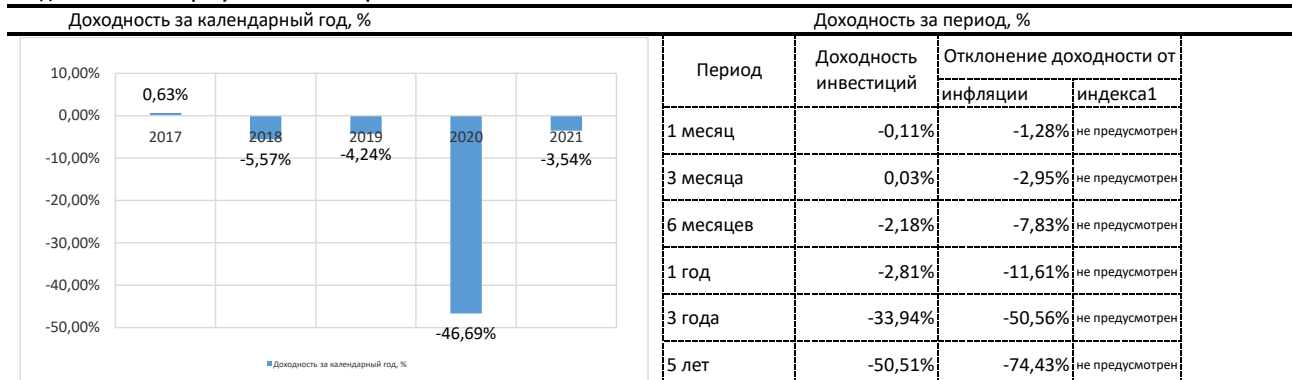 Доходность за календарный год, %
Доходность за период, %
10,00%
0,00%
-10,00%
-20,00%
-30,00%
-40,00%
-50,00%
0,63%
-5,57%
-4,24%
-46,69%
-3,54%
2017 2018 2019 2020 2021
Доходность за календарный год, %
Период
Доходность инвестиций
Отклонение доходности от
инфляции индекса1
1 месяц -0,11% -1,28% не предусмотрен
3 месяца 0,03% -2,95% не предусмотрен
6 месяцев -2,18% -7,83% не предусмотрен
1 год -2,81% -11,61% не предусмотрен
3 года -33,94% -50,56% не предусмотрен
5 лет -50,51% -74,43% не предусмотрен